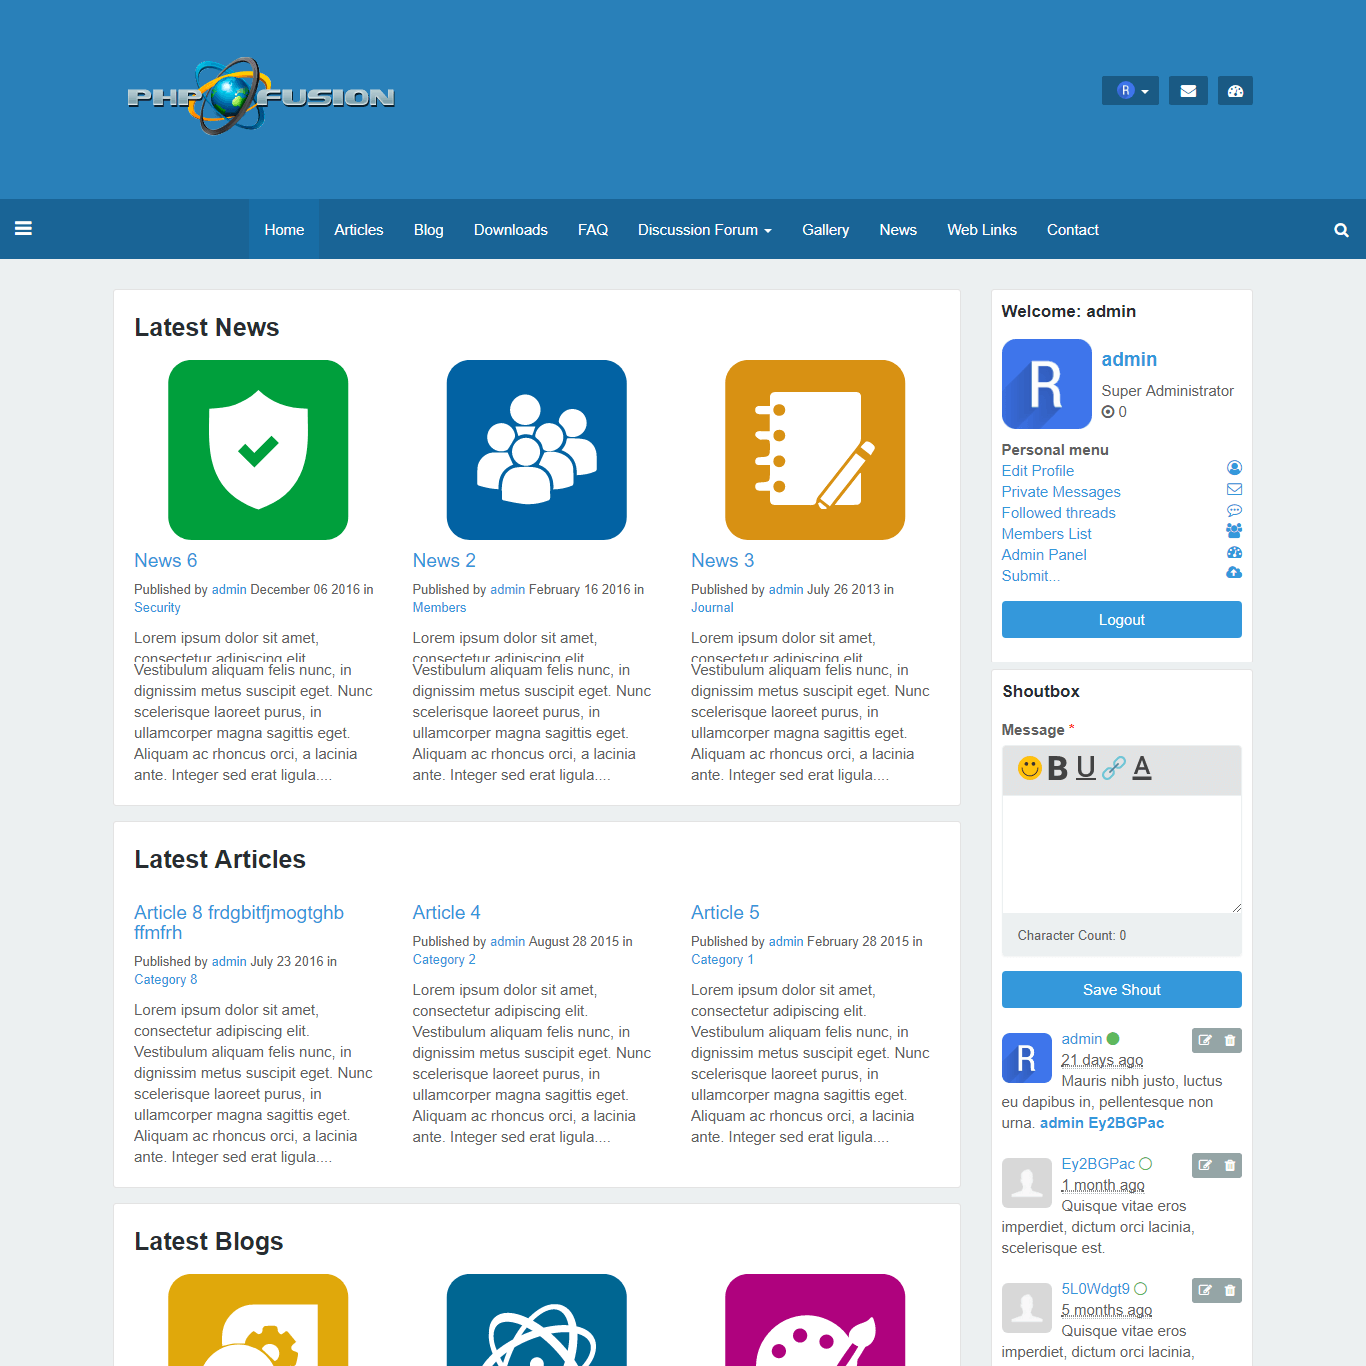 PHP FUSION
R
Home Articles Blog Downloads FAQ Discussion Forum Gallery News Web Links Contact
Latest News
News 6
Published by admin December 06 2016 in
Security
Lorem ipsum dolor sit amet,
consectetur adipiscing elit
Vestibulum aliquam felis nunc, in
dignissim metus suscipit eget. Nunc
scelerisque laoreet purus, in
ullamcorper magna sagittis eget.
Aliquam ac rhoncus orci, a lacinia
ante. Integer sed erat ligula....
News 2
Published by admin February 16 2016 in
Members
Lorem ipsum dolor sit amet,
consectetur adipiscing elit
Vestibulum aliquam felis nunc, in
dignissim metus suscipit eget. Nunc
scelerisque laoreet purus, in
ullamcorper magna sagittis eget.
Aliquam ac rhoncus orci, a lacinia
ante. Integer sed erat ligula....
News 3
Published by admin July 26 2013 in
Journal
Lorem ipsum dolor sit amet,
consectetur adipiscing elit
Vestibulum aliquam felis nunc, in
dignissim metus suscipit eget. Nunc
scelerisque laoreet purus, in
ullamcorper magna sagittis eget.
Aliquam ac rhoncus orci, a lacinia
ante. Integer sed erat ligula....
Latest Articles
Article 8 frdgbitfjmogtghb
ffmfrh
Published by admin July 23 2016 in
Category 8
Lorem ipsum dolor sit amet,
consectetur adipiscing elit.
Vestibulum aliquam felis nunc, in
dignissim metus suscipit eget. Nunc
scelerisque laoreet purus, in
ullamcorper magna sagittis eget.
Aliquam ac rhoncus orci, a lacinia
ante. Integer sed erat ligula....
Article 4
Published by admin August 28 2015 in
Category 2
Lorem ipsum dolor sit amet,
consectetur adipiscing elit.
Vestibulum aliquam felis nunc, in
dignissim metus suscipit eget. Nunc
scelerisque laoreet purus, in
ullamcorper magna sagittis eget.
Aliquam ac rhoncus orci, a lacinia
ante. Integer sed erat ligula....
Article 5
Published by admin February 28 2015 in
Category 1
Lorem ipsum dolor sit amet,
consectetur adipiscing elit.
Vestibulum aliquam felis nunc, in
dignissim metus suscipit eget. Nunc
scelerisque laoreet purus, in
ullamcorper magna sagittis eget.
Aliquam ac rhoncus orci, a lacinia
ante. Integer sed erat ligula....
Latest Blogs
Welcome: admin
R
admin
Super Administrator
0
Personal menu
Edit Profile
Private Messages
Followed threads
Members List
Admin Panel
Submit...
Logout
Shoutbox
Message *
B U A
Character Count: 0
Save Shout
R
admin
21 days ago
Mauris nibh justo, luctus
eu dapibus in, pellentesque non
urna. admin Ey2BGPac
Ey2BGPac
1 month ago
Quisque vitae eros
imperdiet, dictum orci lacinia,
scelerisque est.
5L0Wdgt9
5 months ago
Quisque vitae eros
imperdiet, dictum orci lacinia,